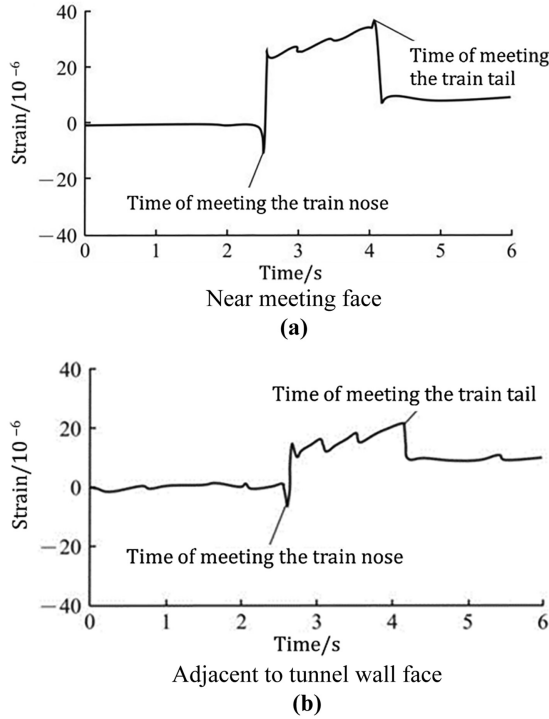 40
20
0
−20
−40
Strain/10⁻⁶
Time of meeting
the train tail
Time of meeting the train nose
0 1 2 3 4 5 6
Time/s
Near meeting face
(a)
40
20
0
−20
−40
Strain/10⁻⁶
Time of meeting the train tail
Time of meeting the train nose
0 1 2 3 4 5 6
Time/s
Adjacent to tunnel wall face
(b)